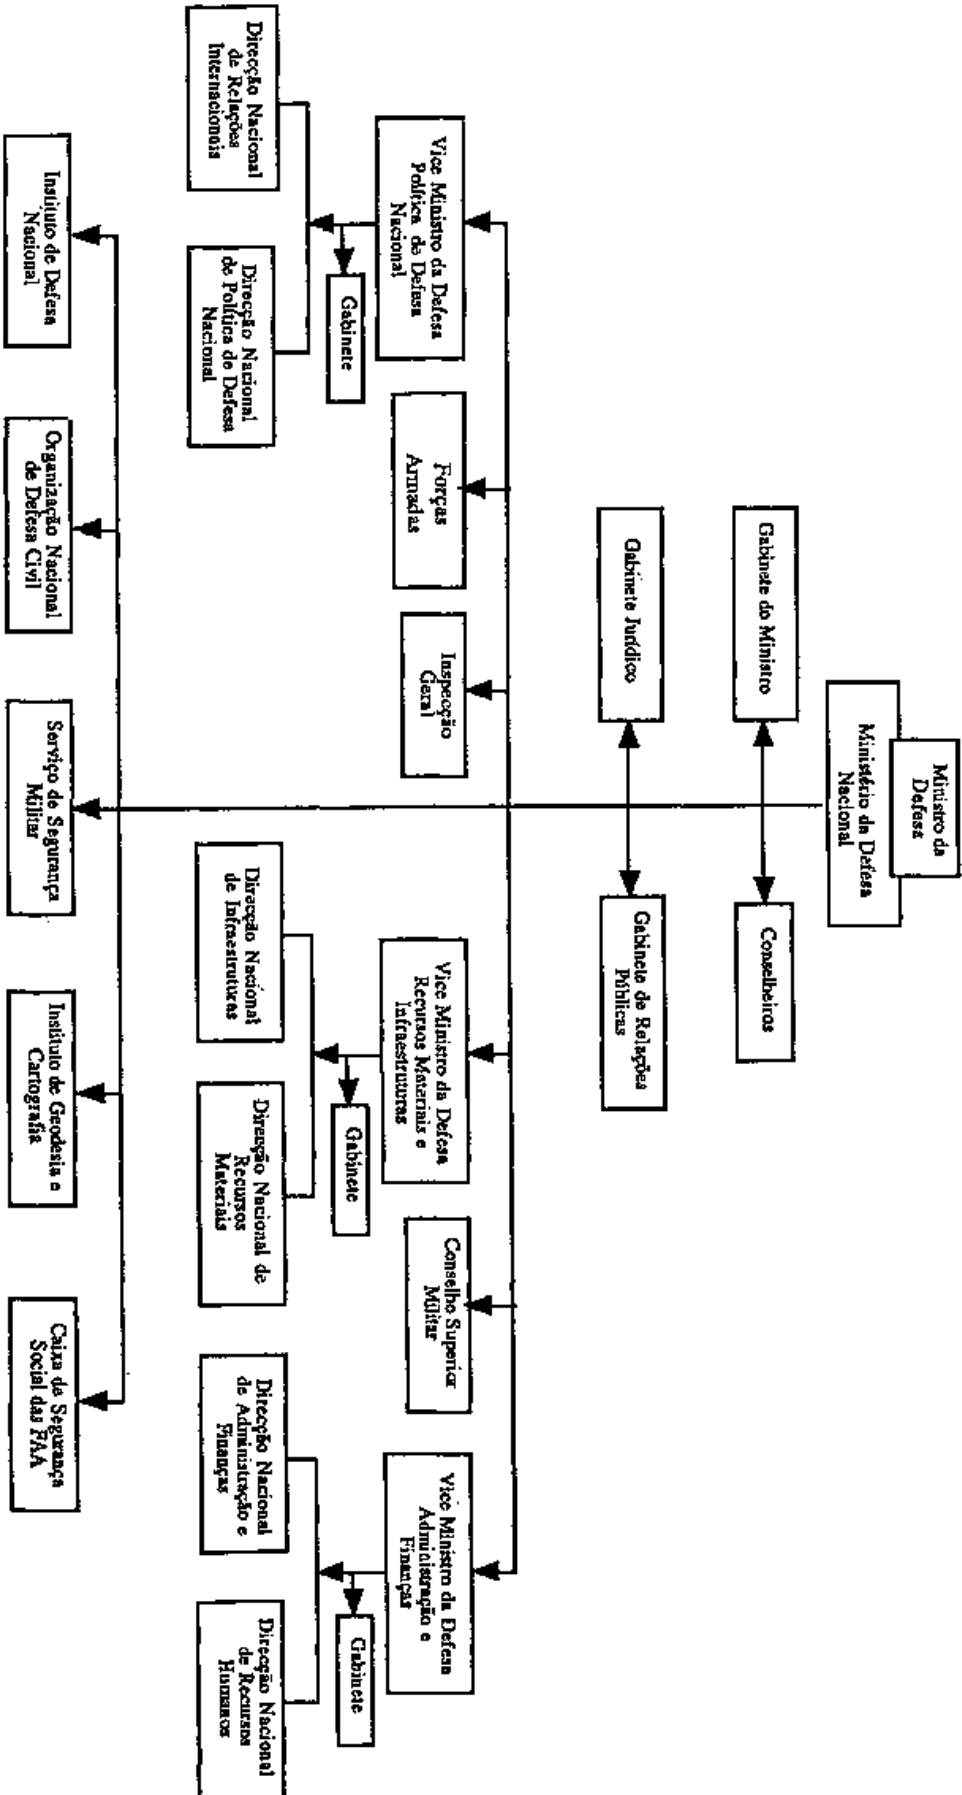 Ministro da
Defesa
Ministério da Defesa
Nacional
Gabinete do Ministro
Conselheiros
Gabinete Jurídico
Gabinete de Relações
Públicas
Vice Ministro da Defesa
Política de Defesa
Nacional
Forças
Armadas
Inspecção
Geral
Vice Ministro da Defesa
Recursos Materiais e
Infraestruturas
Conselho Superior
Militar
Vice Ministro da Defesa
Administração e
Finanças
Gabinete
Gabinete
Gabinete
Direcção Nacional
de Relações
Internacionais
Direcção Nacional
de Política de Defesa
Nacional
Direcção Nacional
de Infraestruturas
Direcção Nacional de
Recursos
Materiais
Direcção Nacional
de Administração e
Finanças
Direcção Nacional
de Recursos
Humanos
Instituto de Defesa
Nacional
Organização Nacional
de Defesa Civil
Serviço de Segurança
Militar
Instituto de Geodesia e
Cartografia
Caixa de Segurança
Social das FAA